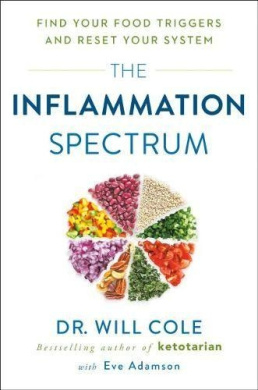 FIND YOUR FOOD TRIGGERS
AND RESET YOUR SYSTEM
THE
INFLAMMATION
SPECTRUM
DR. WILL COLE
Bestselling author of ketotarian
with Eve Adamson